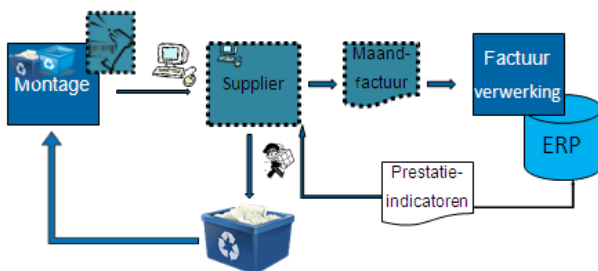 Montage
Supplier
Maand-
factuur
Factuur
verwerking
ERP
Prestatie-
indicatoren